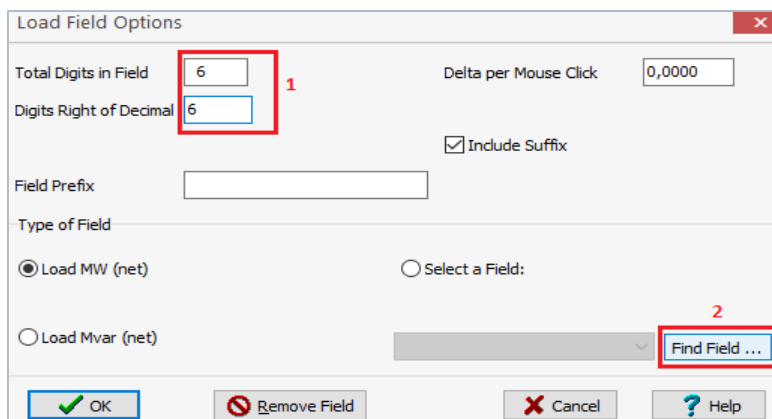 Load Field Options
Total Digits in Field 6 1 Delta per Mouse Click 0,0000
Digits Right of Decimal 6
Include Suffix
Field Prefix
Type of Field
Load MW (net) Select a Field:
2
Load Mvar (net) Find Field ...
OK Remove Field Cancel ? Help